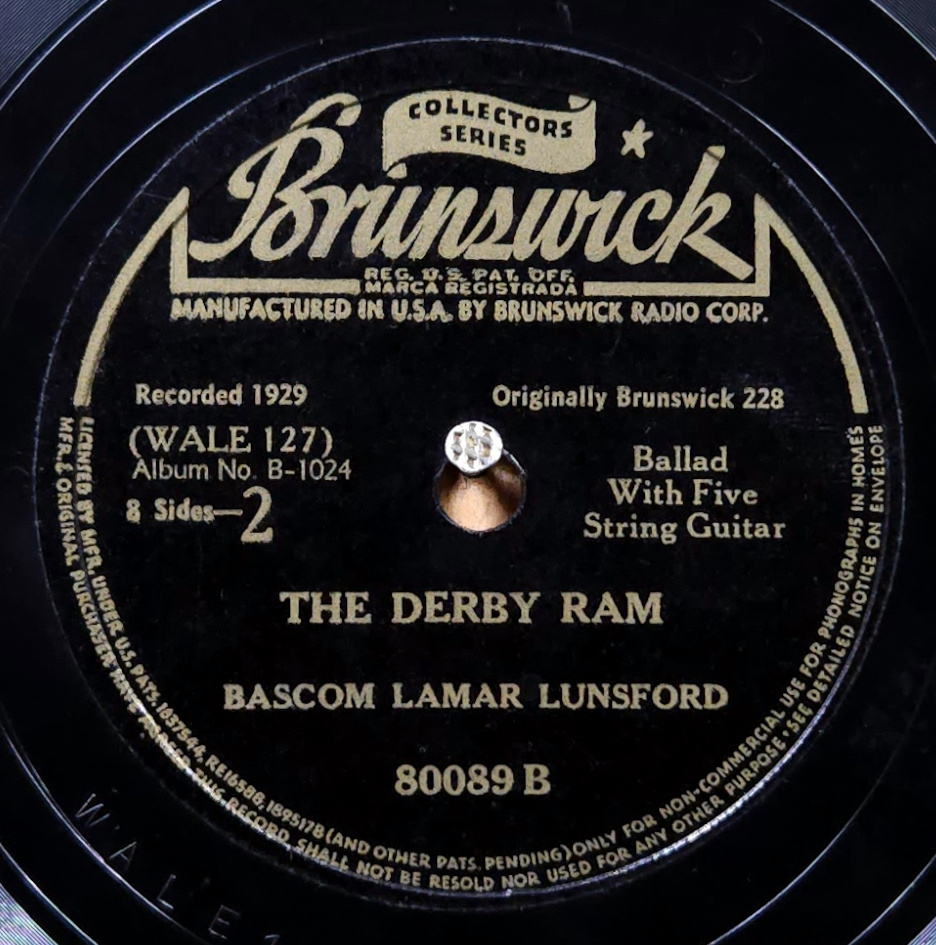 COLLECTORS
SERIES
Brunswick
REG. U.S. PAT. OFF.
MARCA REGISTRADA
MANUFACTURED IN U.S.A. BY BRUNSWICK RADIO CORP.
Recorded 1929
Originally Brunswick 228
(WALE 127)
Album No. B-1024
8 Sides—2
Ballad
With Five
String Guitar
THE DERBY RAM
BASCOM LAMAR LUNSFORD
80089 B
LICENSED BY MFR. UNDER U.S. PATS. 1637544, RE16588, 1895178 (AND OTHER PATS. PENDING) ONLY FOR NON-COMMERCIAL USE FOR PHONOGRAPHS IN HOMES
MFR. & ORIGINAL PURCHASER HAVE AGREED THIS RECORD SHALL NOT BE RESOLD NOR USED FOR ANY OTHER PURPOSE • SEE DETAILED NOTICE ON ENVELOPE
WALE 1